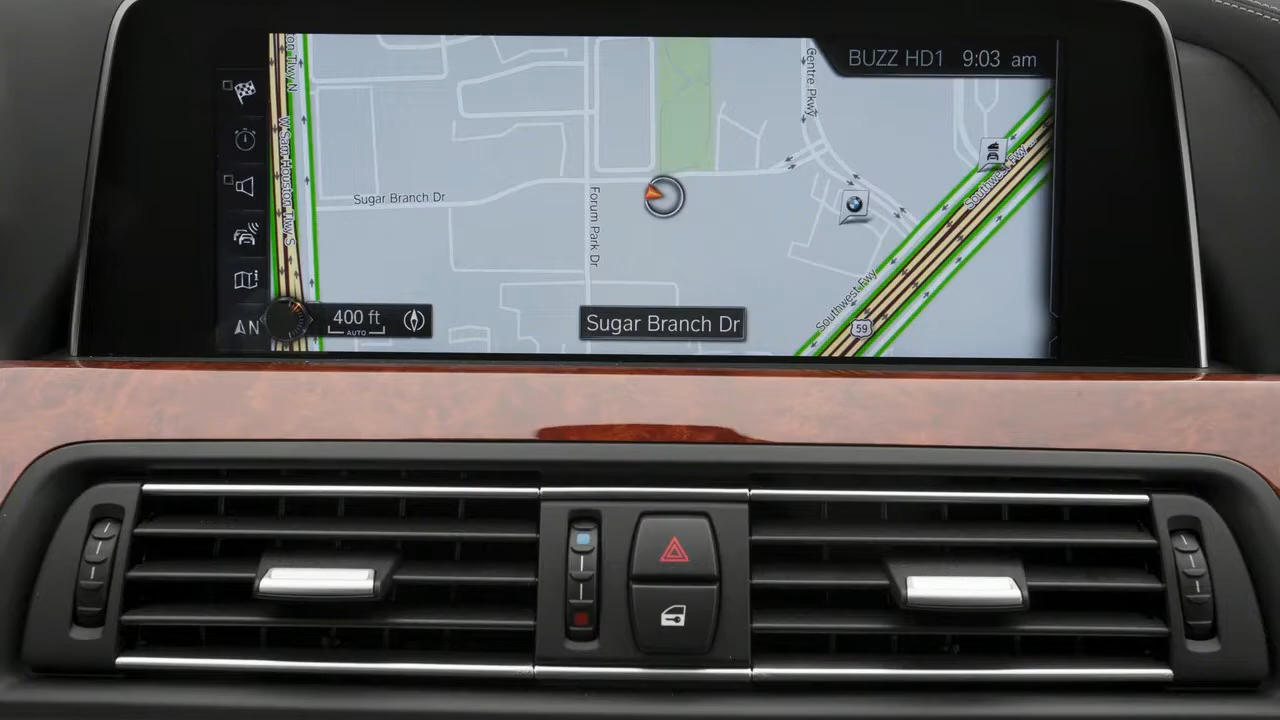 BUZZ HD1 9:03 am
W Sam Houston Tlwy S
Centre Pkwy
Southwest Fwy
Sugar Branch Dr
Forum Park Dr
Southwest Fwy
59
N
400 ft
AUTO
Sugar Branch Dr